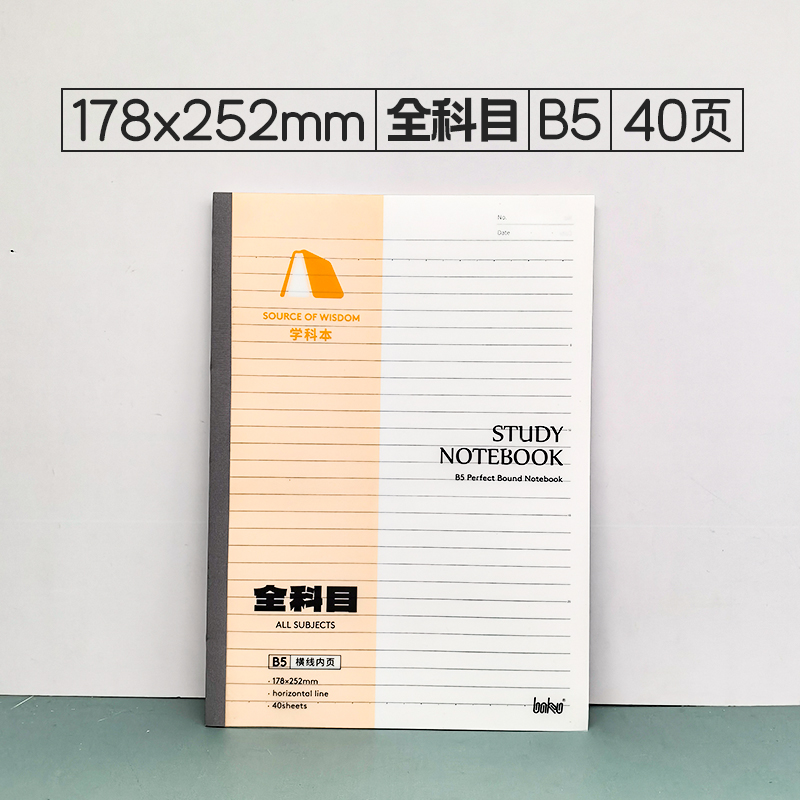 178x252mm 全科目 B5 40页
No.
Date
SOURCE OF WISDOM
学科本
STUDY
NOTEBOOK
B5 Perfect Bound Notebook
全科目
ALL SUBJECTS
B5 横线内页
· 178×252mm
· horizontal line
· 40sheets